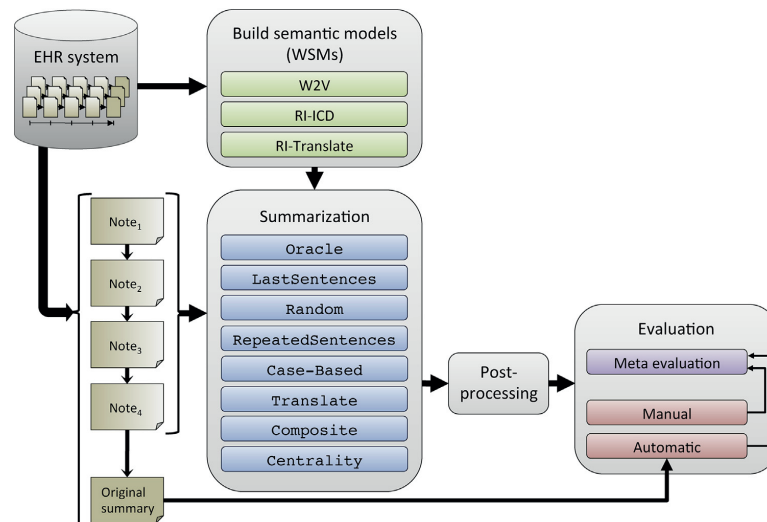 EHR system
Build semantic models
(WSMs)
W2V
RI-ICD
RI-Translate
Note1
Note2
Note3
Note4
Original
summary
Summarization
Oracle
LastSentences
Random
RepeatedSentences
Case-Based
Translate
Composite
Centrality
Post-
processing
Evaluation
Meta evaluation
Manual
Automatic